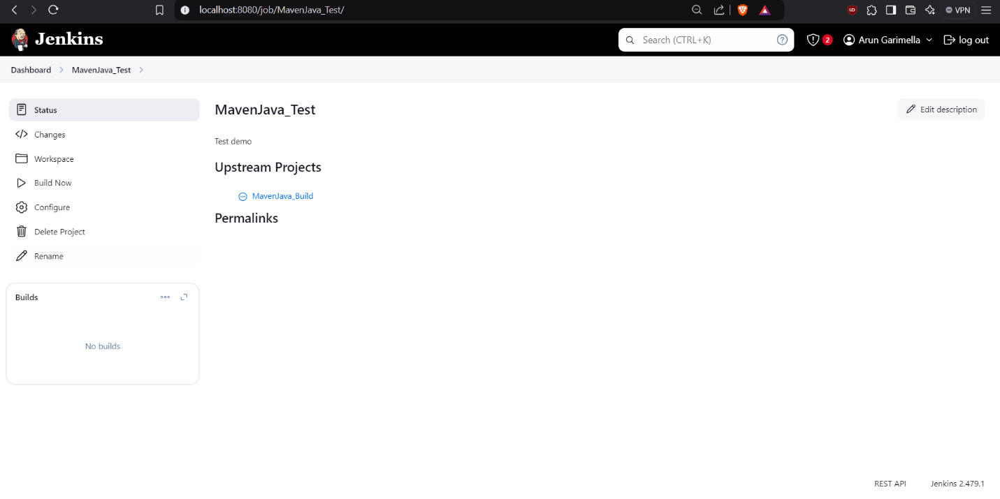 localhost:8080/job/MavenJava_Test/
UD
VPN
Jenkins
Search (CTRL+K)
?
2
Arun Garimella
log out
Dashboard
MavenJava_Test
Status
Changes
Workspace
Build Now
Configure
Delete Project
Rename
Builds
No builds
MavenJava_Test
Edit description
Test demo
Upstream Projects
MavenJava_Build
Permalinks
REST API
Jenkins 2.479.1